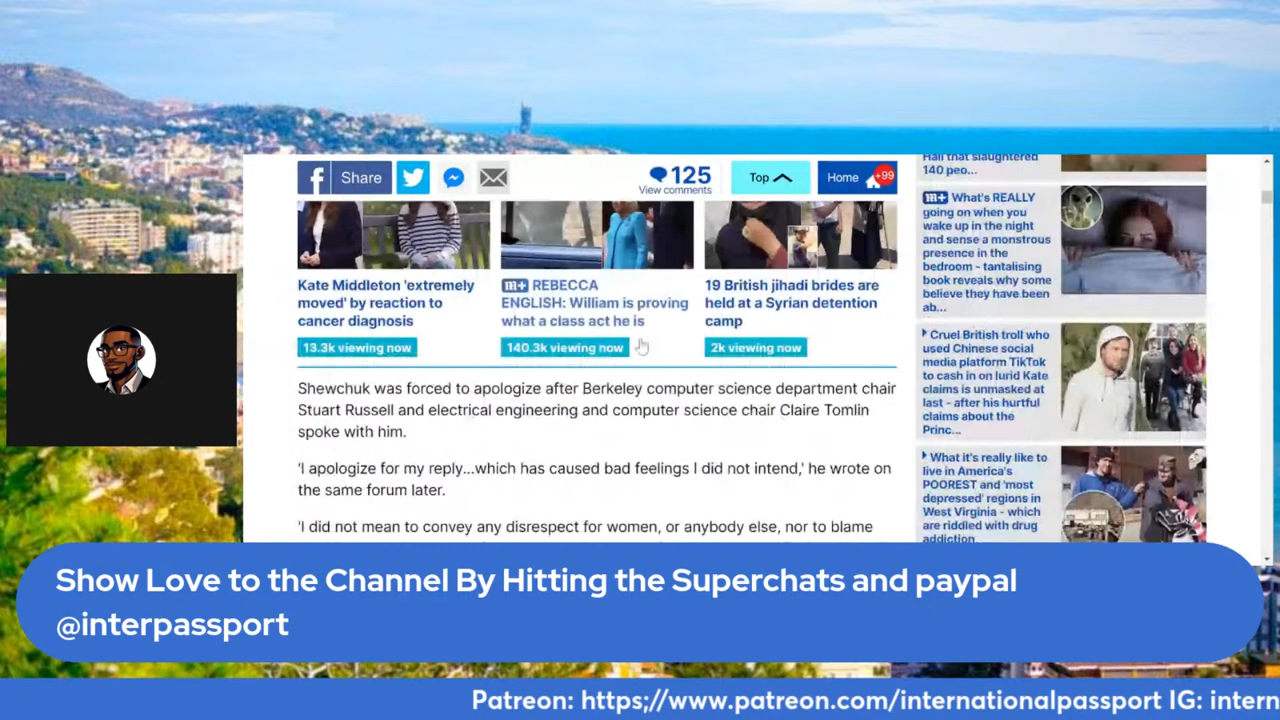 Share
125
View comments
Top
Home
+99
Kate Middleton 'extremely
moved' by reaction to
cancer diagnosis
13.3k viewing now
m+ REBECCA
ENGLISH: William is proving
what a class act he is
140.3k viewing now
19 British jihadi brides are
held at a Syrian detention
camp
2k viewing now
Shewchuk was forced to apologize after Berkeley computer science department chair
Stuart Russell and electrical engineering and computer science chair Claire Tomlin
spoke with him.
'I apologize for my reply...which has caused bad feelings I did not intend,' he wrote on
the same forum later.
'I did not mean to convey any disrespect for women, or anybody else, nor to blame
Hall that slaughtered
140 peo...
m+ What's REALLY
going on when you
wake up in the night
and sense a monstrous
presence in the
bedroom - tantalising
book reveals why some
believe they have been
ab...
Cruel British troll who
used Chinese social
media platform TikTok
to cash in on lurid Kate
claims is unmasked at
last - after his hurtful
claims about the
Princ...
What it's really like to
live in America's
POOREST and 'most
depressed' regions in
West Virginia - which
are riddled with drug
addiction
Show Love to the Channel By Hitting the Superchats and paypal
@interpassport
Patreon: https;//www.patreon.com/internationalpassport IG: intern